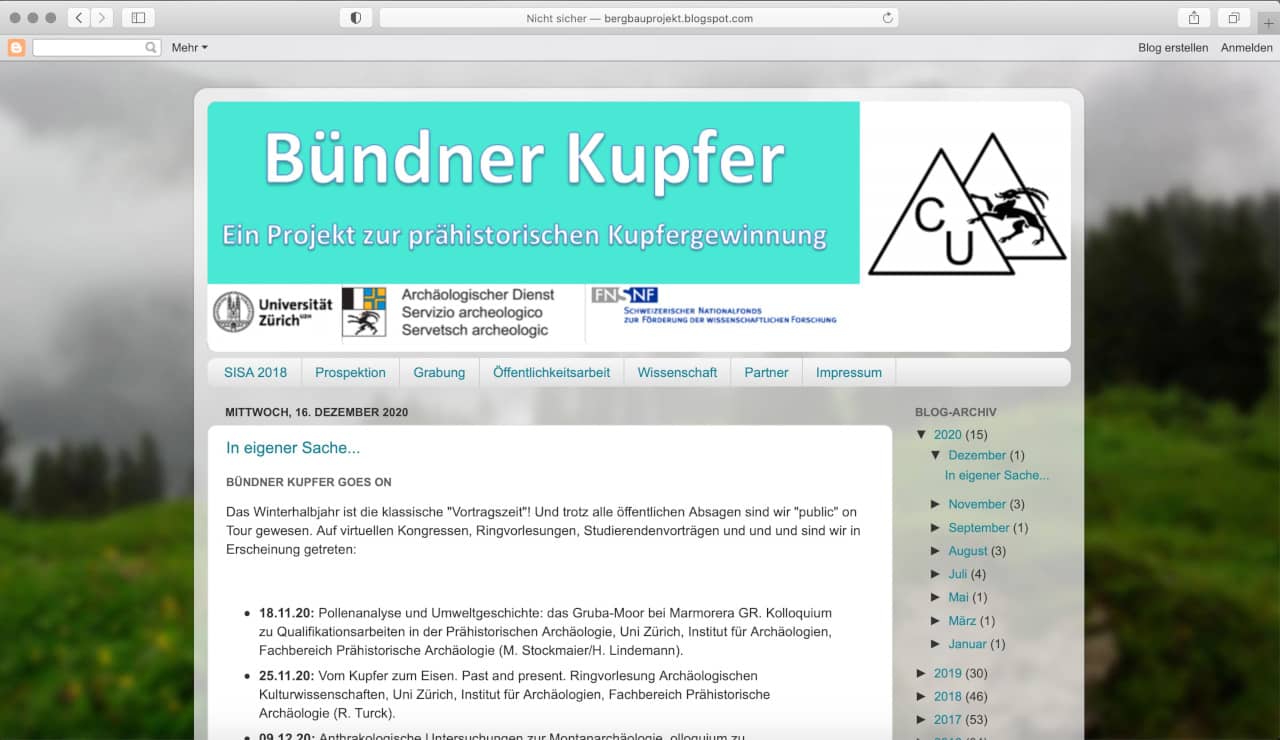 Nicht sicher — bergbauprojekt.blogspot.com
Mehr
Blog erstellen Anmelden
Bündner Kupfer
Ein Projekt zur prähistorischen Kupfergewinnung
C
U
Universität
Zürich UZH
Archäologischer Dienst
Servizio archeologico
Servetsch archeologic
FNSNF
SCHWEIZERISCHER NATIONALFONDS
ZUR FÖRDERUNG DER WISSENSCHAFTLICHEN FORSCHUNG
SISA 2018 Prospektion Grabung Öffentlichkeitsarbeit Wissenschaft Partner Impressum
MITTWOCH, 16. DEZEMBER 2020
In eigener Sache...
BÜNDNER KUPFER GOES ON
Das Winterhalbjahr ist die klassische "Vortragszeit"! Und trotz alle öffentlichen Absagen sind wir "public" on
Tour gewesen. Auf virtuellen Kongressen, Ringvorlesungen, Studierendenvorträgen und und und sind wir in
Erscheinung getreten:
18.11.20: Pollenanalyse und Umweltgeschichte: das Gruba-Moor bei Marmorera GR. Kolloquium
zu Qualifikationsarbeiten in der Prähistorischen Archäologie, Uni Zürich, Institut für Archäologien,
Fachbereich Prähistorische Archäologie (M. Stockmaier/H. Lindemann).
25.11.20: Vom Kupfer zum Eisen. Past and present. Ringvorlesung Archäologischen
Kulturwissenschaften, Uni Zürich, Institut für Archäologien, Fachbereich Prähistorische
Archäologie (R. Turck).
09.12.20: Anthrakologische Untersuchungen zur Montanarchäologie, olloquium zu
BLOG-ARCHIV
▼ 2020 (15)
▼ Dezember (1)
In eigener Sache...
► November (3)
► September (1)
► August (3)
► Juli (4)
► Mai (1)
► März (1)
► Januar (1)
► 2019 (30)
► 2018 (46)
► 2017 (53)